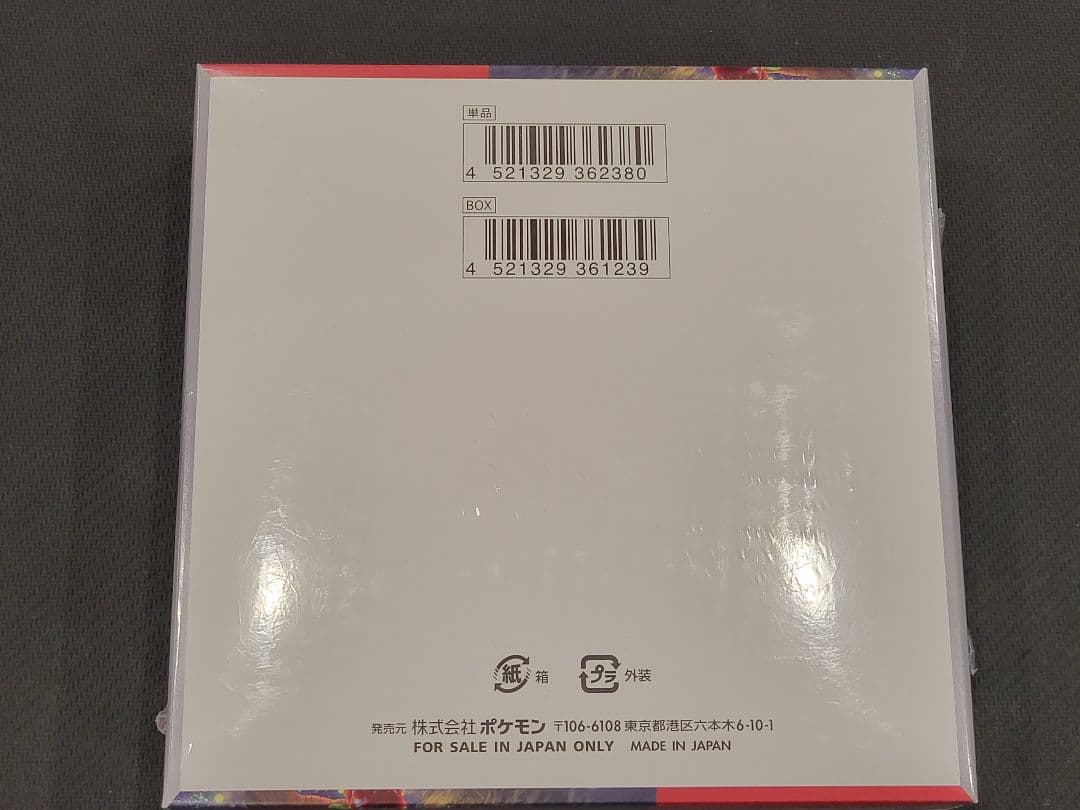 単品
4 521329 362380
BOX
4 521329 361239
紙 箱 プラ 外装
発売元 株式会社 ポケモン 〒106-6108 東京都港区六本木6-10-1
FOR SALE IN JAPAN ONLY MADE IN JAPAN